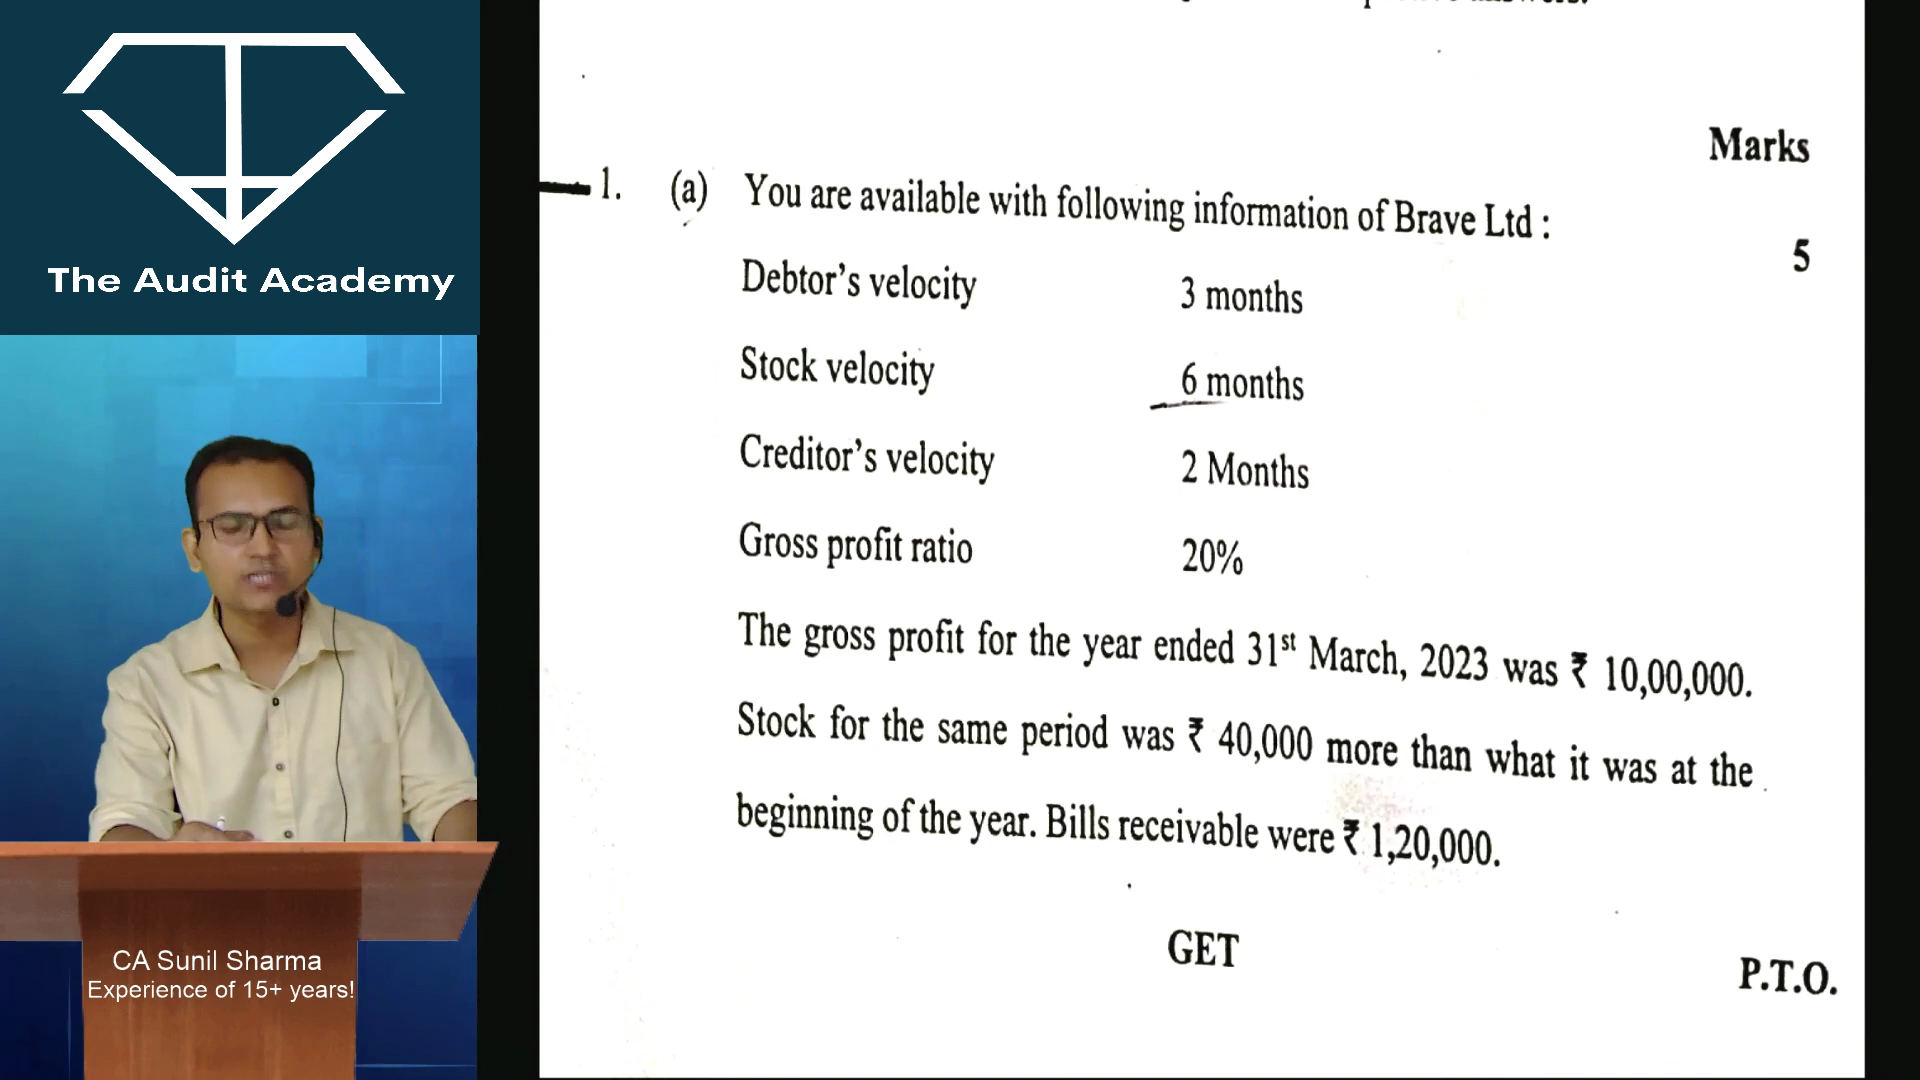 The Audit Academy
CA Sunil Sharma
Experience of 15+ years!
Marks
1. (a) You are available with following information of Brave Ltd :
5
Debtor's velocity 3 months
Stock velocity 6 months
Creditor's velocity 2 Months
Gross profit ratio 20%
The gross profit for the year ended 31st March, 2023 was ₹ 10,00,000.
Stock for the same period was ₹ 40,000 more than what it was at the
beginning of the year. Bills receivable were ₹ 1,20,000.
GET
P.T.O.